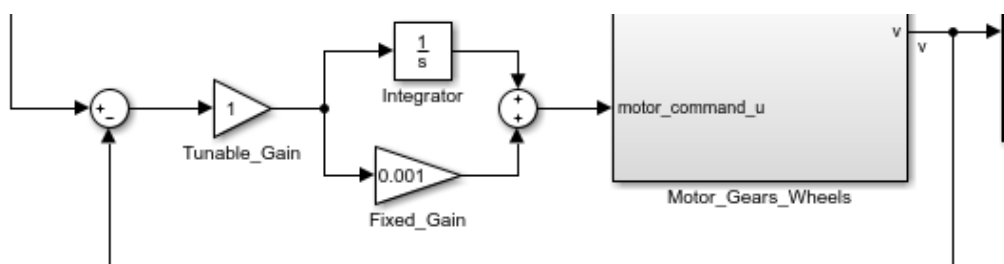 v
v
1
s
Integrator
+
−
1
Tunable_Gain
+
+
motor_command_u
0.001
Fixed_Gain
Motor_Gears_Wheels